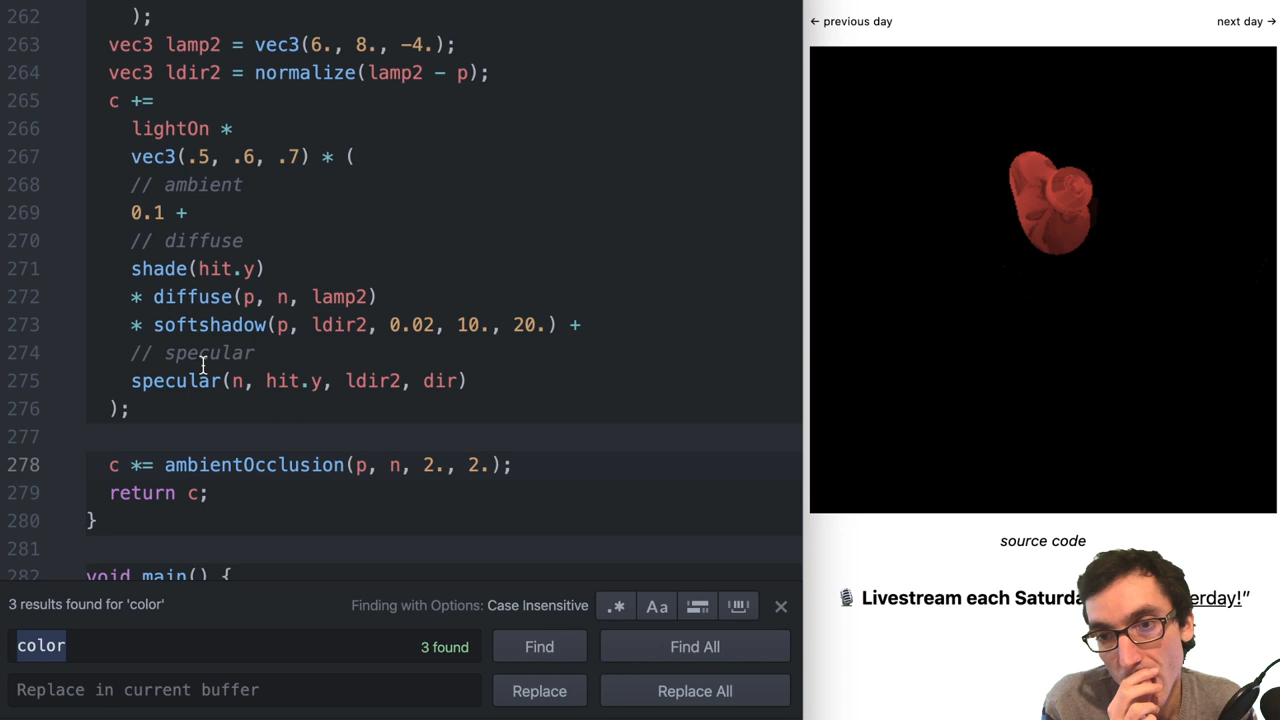 262 );
263 vec3 lamp2 = vec3(6., 8., -4.);
264 vec3 ldir2 = normalize(lamp2 - p);
265 c +=
266 lightOn *
267 vec3(.5, .6, .7) * (
268 // ambient
269 0.1 +
270 // diffuse
271 shade(hit.y)
272 * diffuse(p, n, lamp2)
273 * softshadow(p, ldir2, 0.02, 10., 20.) +
274 // specular
275 specular(n, hit.y, ldir2, dir)
276 );
277
278 c *= ambientOcclusion(p, n, 2., 2.);
279 return c;
280 }
281
282 void main() {
3 results found for 'color'
Finding with Options: Case Insensitive
.* Aa
color
3 found
Find
Find All
Replace in current buffer
Replace
Replace All
← previous day
next day →
source code
🎙 Livestream each erday!”